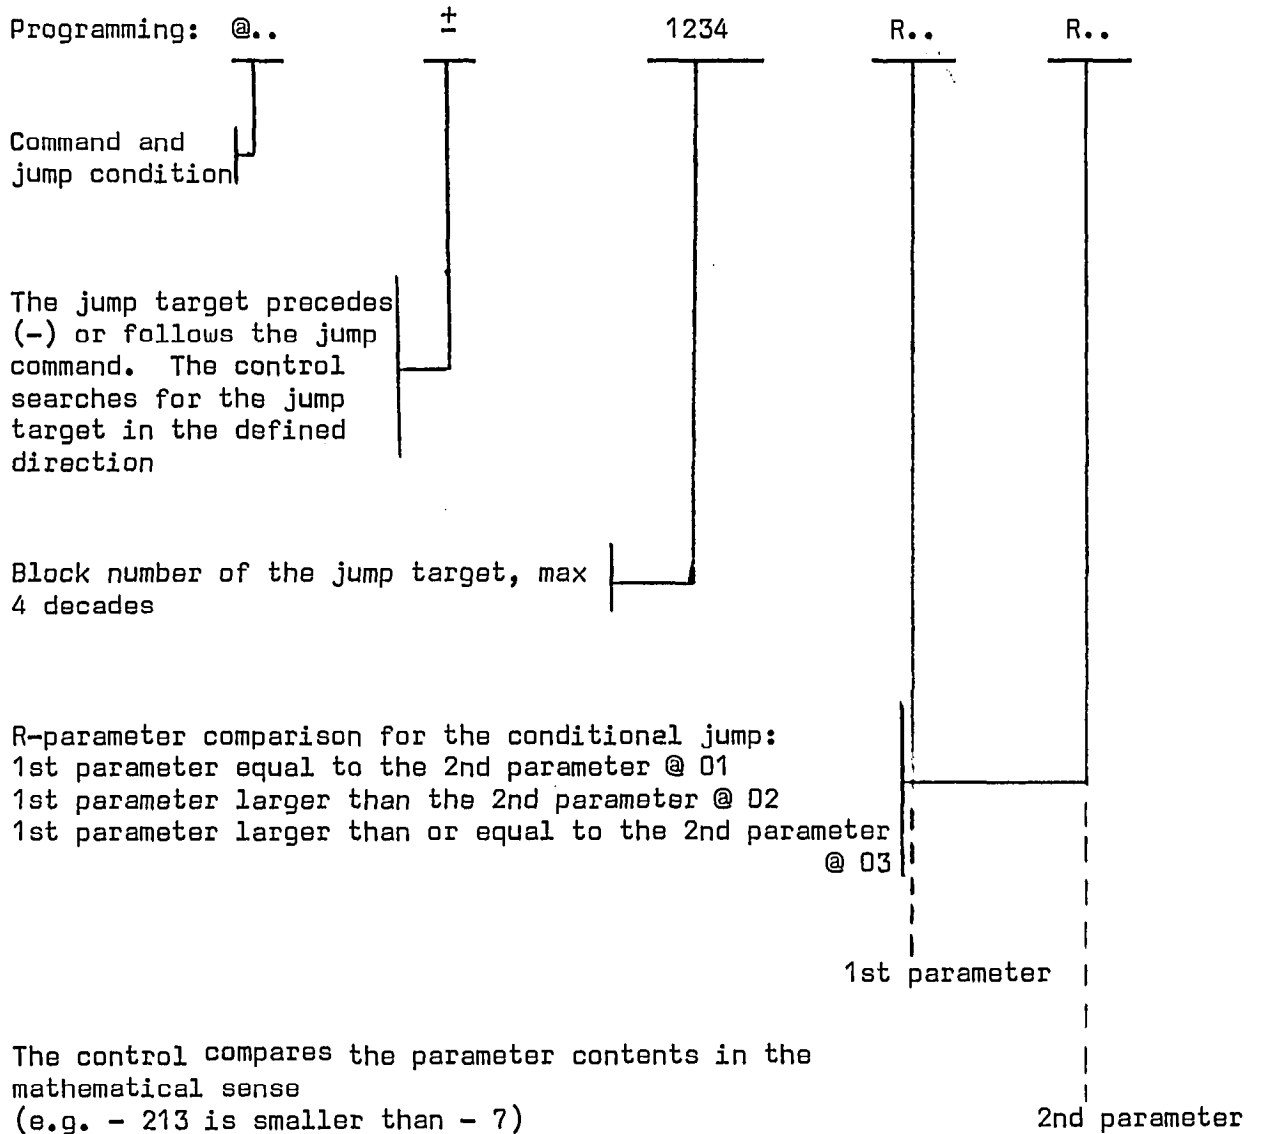 Programming: @.. ± 1234 R.. R..
Command and
jump condition
The jump target precedes
(-) or follows the jump
command. The control
searches for the jump
target in the defined
direction
Block number of the jump target, max
4 decades
R-parameter comparison for the conditional jump:
1st parameter equal to the 2nd parameter @ 01
1st parameter larger than the 2nd parameter @ 02
1st parameter larger than or equal to the 2nd parameter
@ 03
1st parameter
The control compares the parameter contents in the
mathematical sense
(e.g. - 213 is smaller than - 7)
2nd parameter